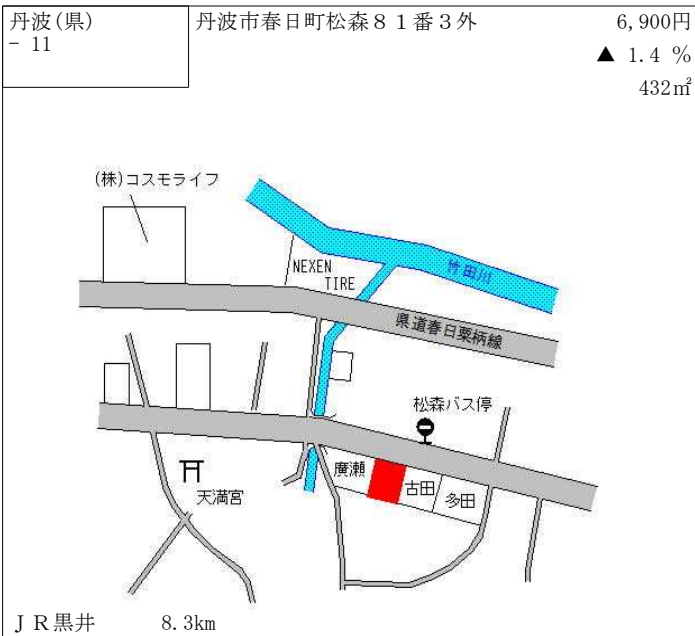 丹波(県)
- 11
丹波市春日町松森８１番３外
6,900円
▲ 1.4 %
432㎡
(株)コスモライフ
NEXEN
TIRE
竹田川
県道春日栗柄線
松森バス停
廣瀬
古田
多田
天満宮
ＪＲ黒井 8.3km